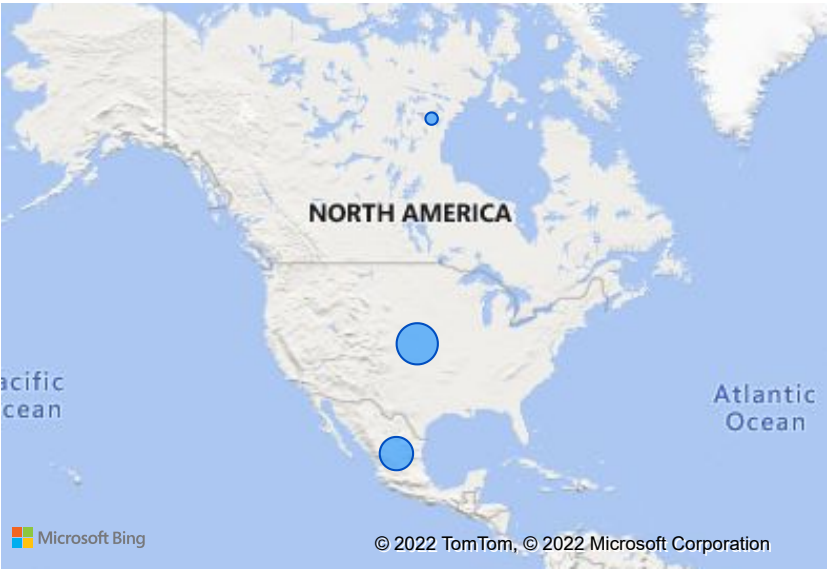 NORTH AMERICA
acific
cean
Atlantic
Ocean
Microsoft Bing
© 2022 TomTom, © 2022 Microsoft Corporation